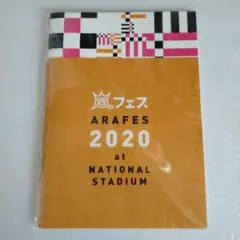 嵐フェス
ARAFES
2020
at
NATIONAL
STADIUM